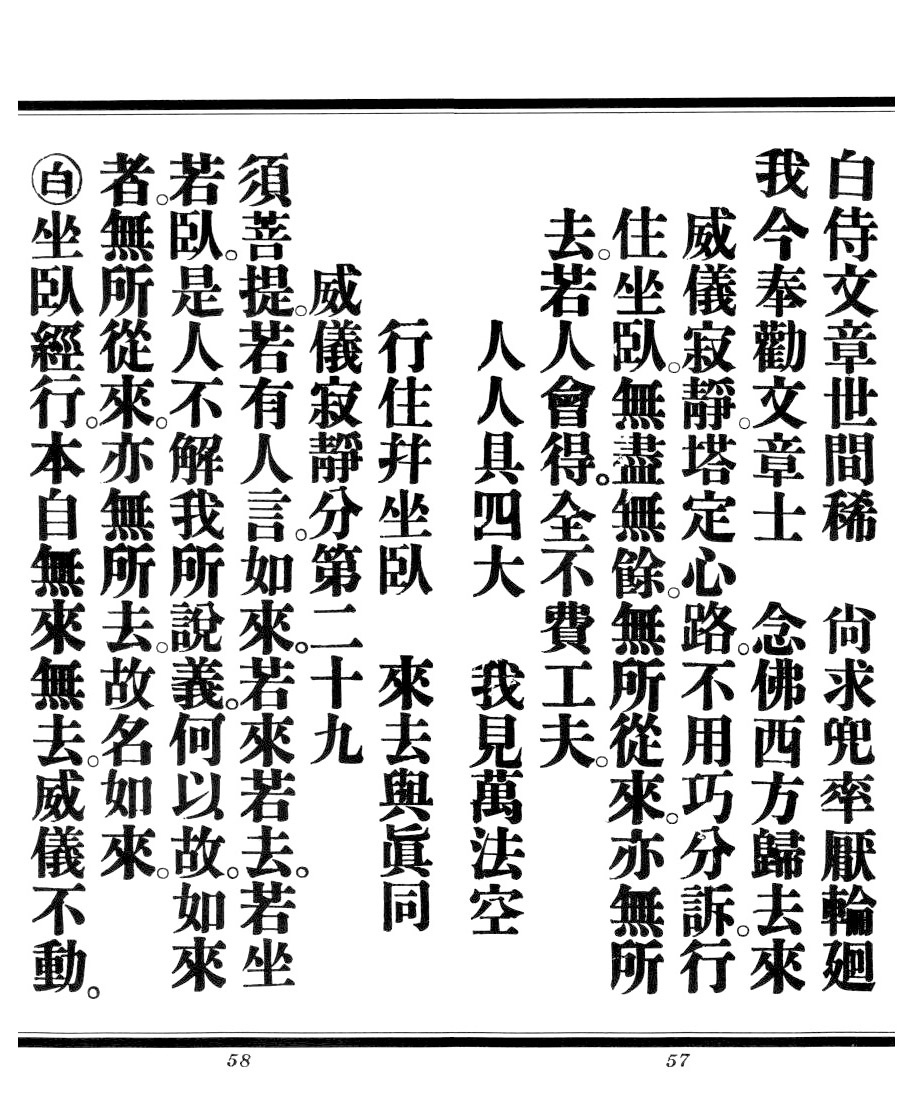 白侍文章世間稀　尚求兜率厭輪廻
我今奉勸文章士　念佛西方歸去來
威儀寂靜。塔定心路。不用巧分訴。行
住坐臥。無盡無餘。無所從來。亦無所
去。若人會得。全不費工夫。
人人具四大　我見萬法空
行住幷坐臥　來去與眞同
威儀寂靜分第二十九
須菩提。若有人言。如來。若來若去。若坐
若臥。是人不解我所說義。何以故。如來
者。無所從來。亦無所去。故名如來。
白坐臥經行。本自無來無去。威儀不動。
57
58